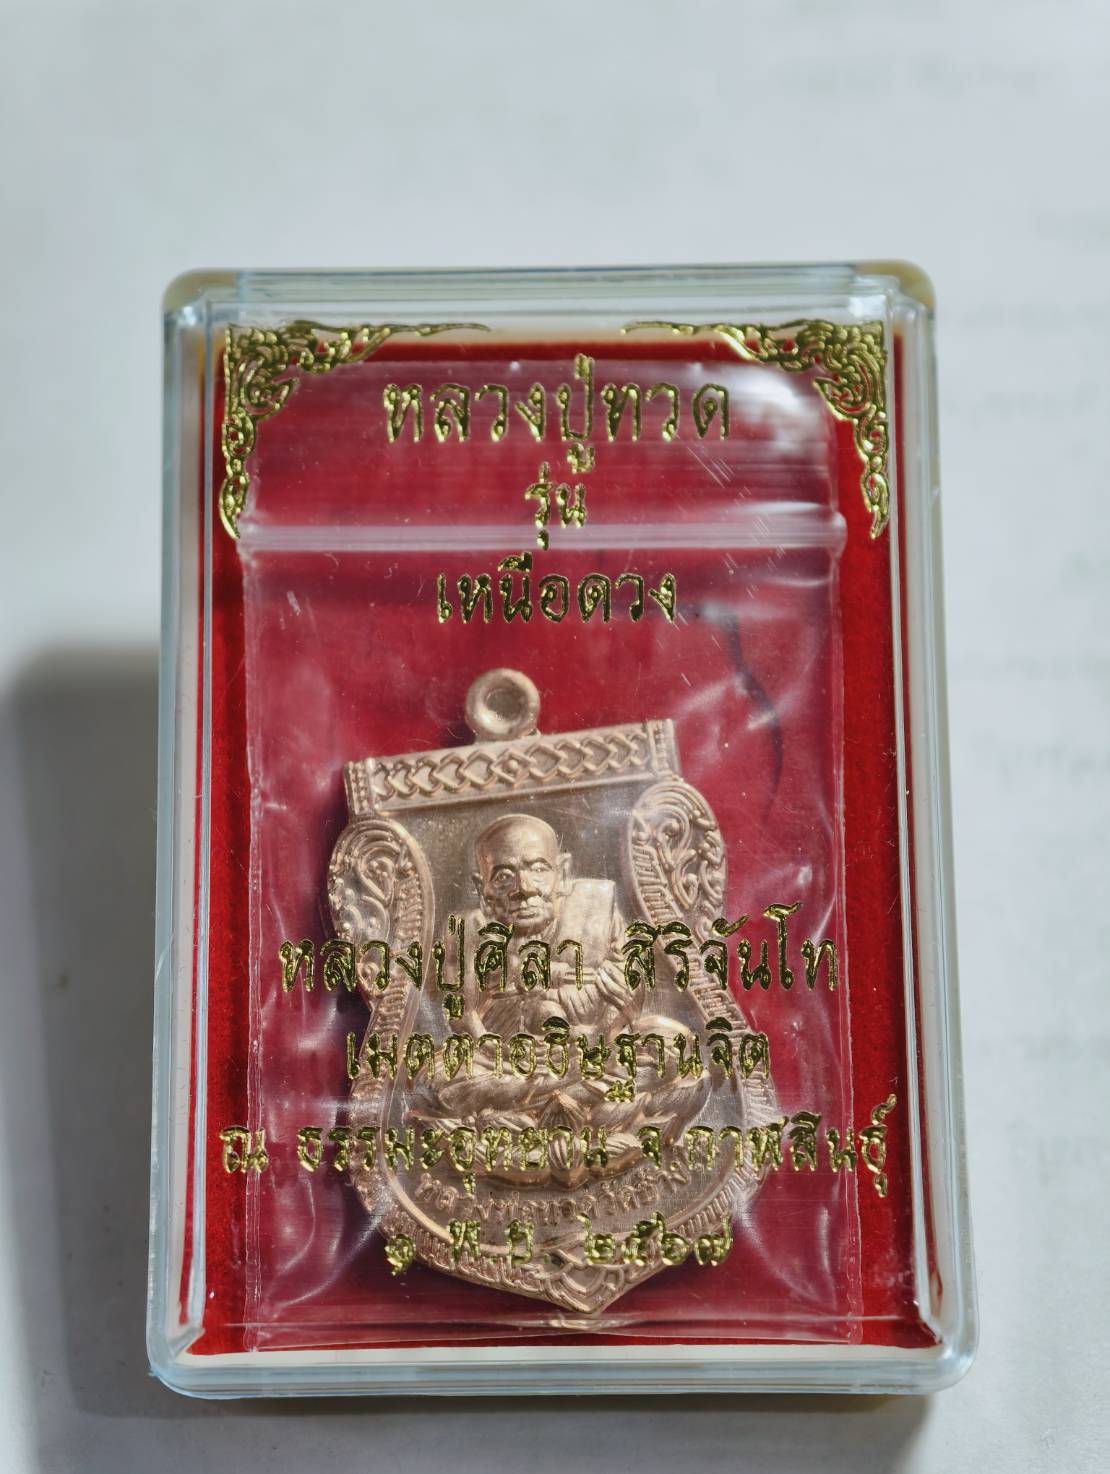 หลวงปู่ทวด
รุ่น
เหนือดวง
หลวงปู่ศิลา สิริจันโท
เมตตาอธิษฐานจิต
ณ ธรรมะอุทยาน จ.กาฬสินธุ์
๑ พ.ย. ๒๕๖๗